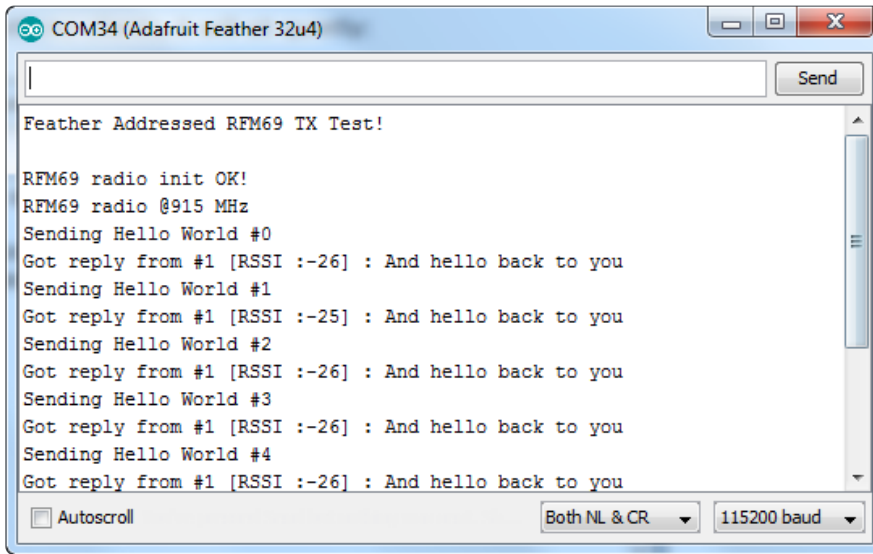 COM34 (Adafruit Feather 32u4)
Send
Feather Addressed RFM69 TX Test!
RFM69 radio init OK!
RFM69 radio @915 MHz
Sending Hello World #0
Got reply from #1 [RSSI :-26] : And hello back to you
Sending Hello World #1
Got reply from #1 [RSSI :-25] : And hello back to you
Sending Hello World #2
Got reply from #1 [RSSI :-26] : And hello back to you
Sending Hello World #3
Got reply from #1 [RSSI :-26] : And hello back to you
Sending Hello World #4
Got reply from #1 [RSSI :-26] : And hello back to you
Autoscroll
Both NL & CR
115200 baud